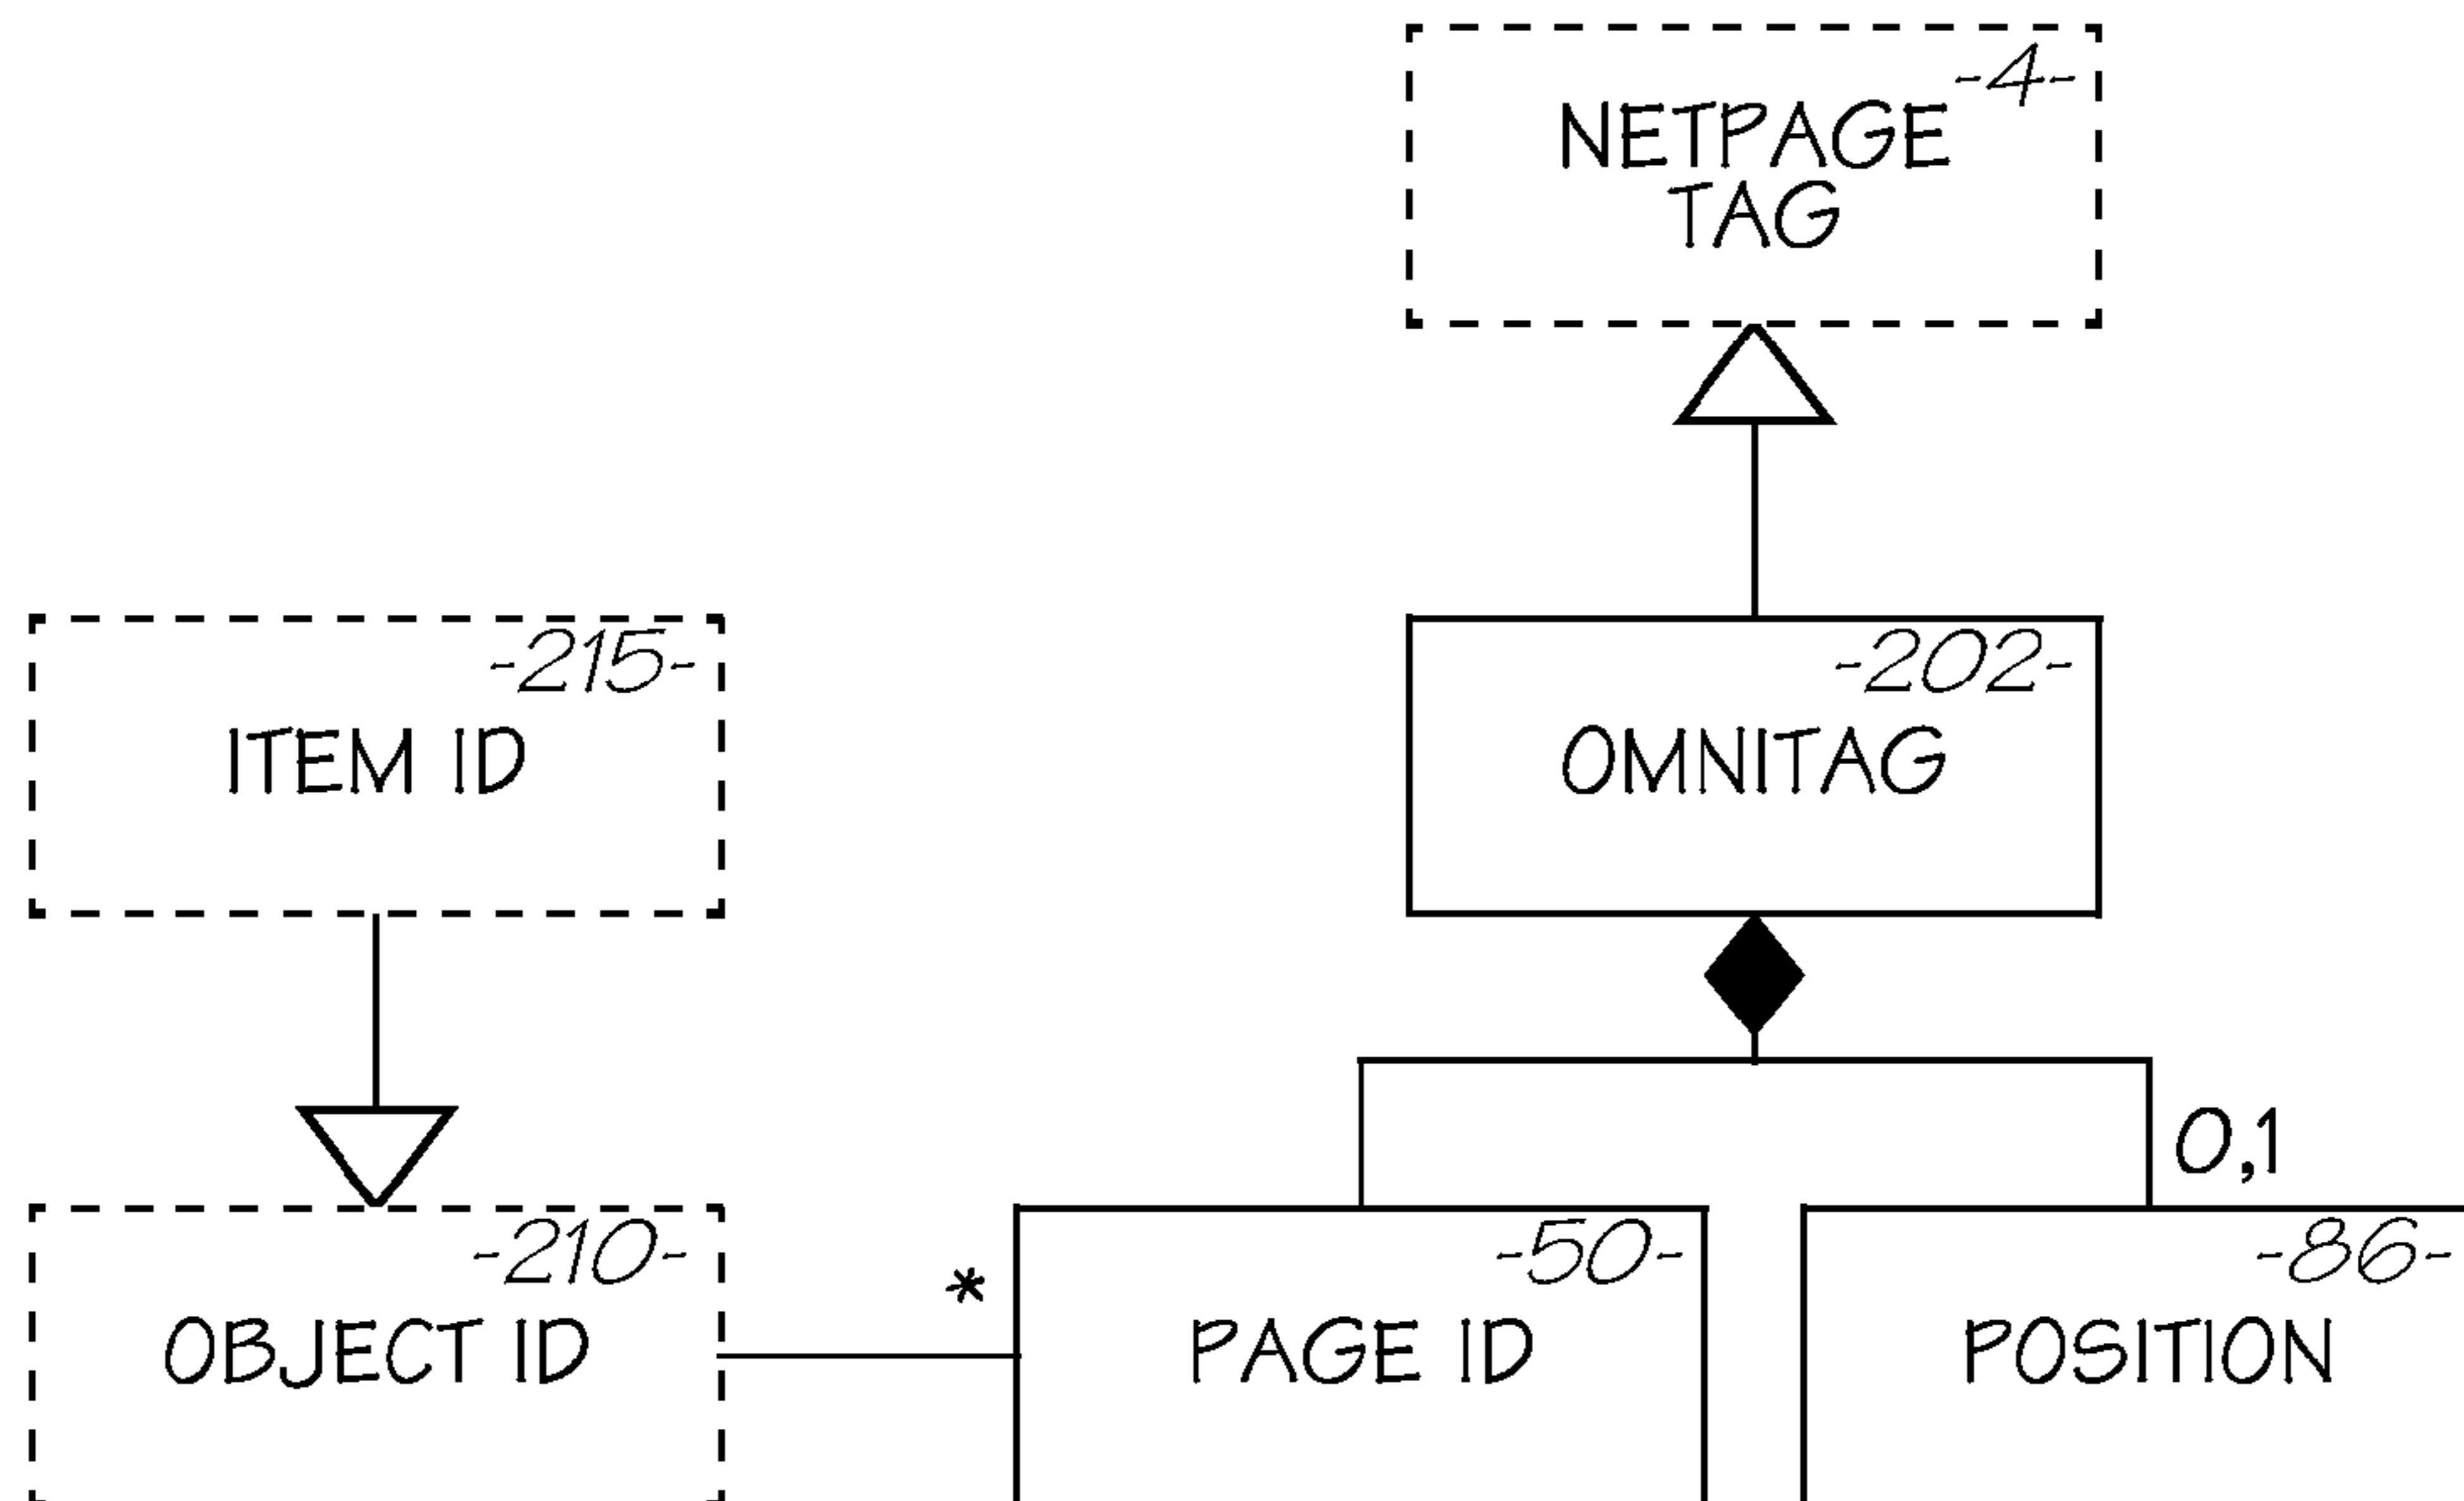 -4-
NETPAGE
TAG
-215-
ITEM ID
-202-
OMNITAG
0,1
-210-
OBJECT ID
*
-50-
PAGE ID
-86-
POSITION